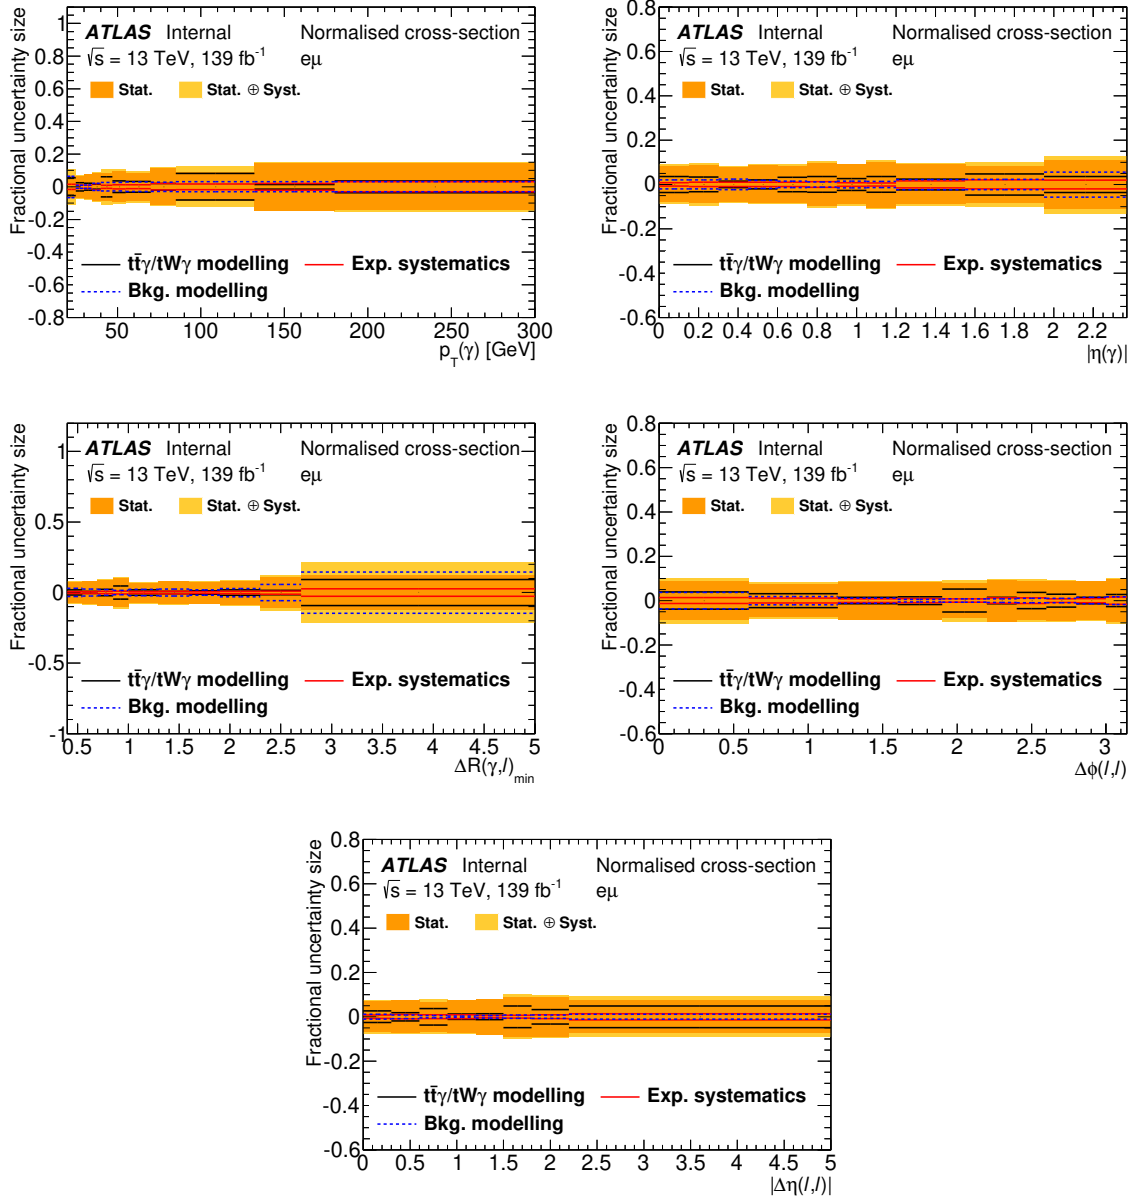 Fractional uncertainty size
ATLAS Internal Normalised cross-section
√s = 13 TeV, 139 fb⁻¹ eμ
Stat. Stat. ⊕ Syst.
1
0.8
0.6
0.4
0.2
0
-0.2
-0.4
-0.6
-0.8
tt̄γ/tWγ modelling Exp. systematics
Bkg. modelling
50 100 150 200 250 300
p_T(γ) [GeV]
Fractional uncertainty size
ATLAS Internal Normalised cross-section
√s = 13 TeV, 139 fb⁻¹ eμ
Stat. Stat. ⊕ Syst.
0.8
0.6
0.4
0.2
0
-0.2
-0.4
-0.6
tt̄γ/tWγ modelling Exp. systematics
Bkg. modelling
0 0.2 0.4 0.6 0.8 1 1.2 1.4 1.6 1.8 2 2.2
|η(γ)|
Fractional uncertainty size
ATLAS Internal Normalised cross-section
√s = 13 TeV, 139 fb⁻¹ eμ
Stat. Stat. ⊕ Syst.
1
0.5
0
-0.5
-1
tt̄γ/tWγ modelling Exp. systematics
Bkg. modelling
0.5 1 1.5 2 2.5 3 3.5 4 4.5 5
ΔR(γ,l)_min
Fractional uncertainty size
ATLAS Internal Normalised cross-section
√s = 13 TeV, 139 fb⁻¹ eμ
Stat. Stat. ⊕ Syst.
0.8
0.6
0.4
0.2
0
-0.2
-0.4
-0.6
tt̄γ/tWγ modelling Exp. systematics
Bkg. modelling
0 0.5 1 1.5 2 2.5 3
Δϕ(l,l)
Fractional uncertainty size
ATLAS Internal Normalised cross-section
√s = 13 TeV, 139 fb⁻¹ eμ
Stat. Stat. ⊕ Syst.
0.8
0.6
0.4
0.2
0
-0.2
-0.4
-0.6
tt̄γ/tWγ modelling Exp. systematics
Bkg. modelling
0 0.5 1 1.5 2 2.5 3 3.5 4 4.5 5
|Δη(l,l)|